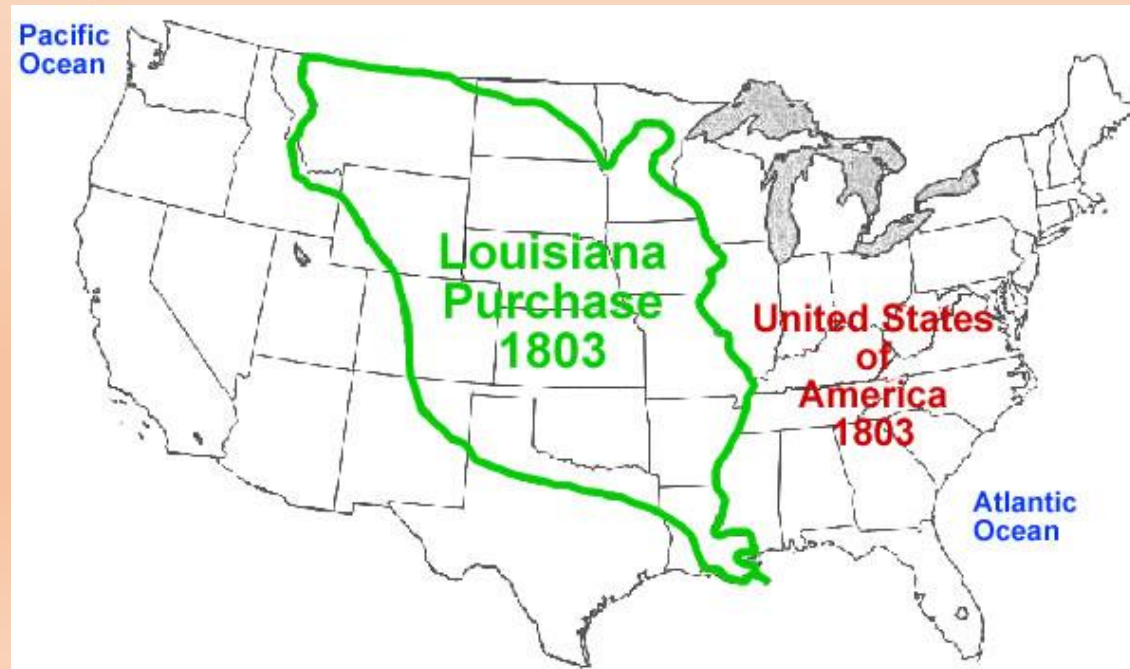 Pacific
Ocean
Louisiana
Purchase
1803
United States
of
America
1803
Atlantic
Ocean